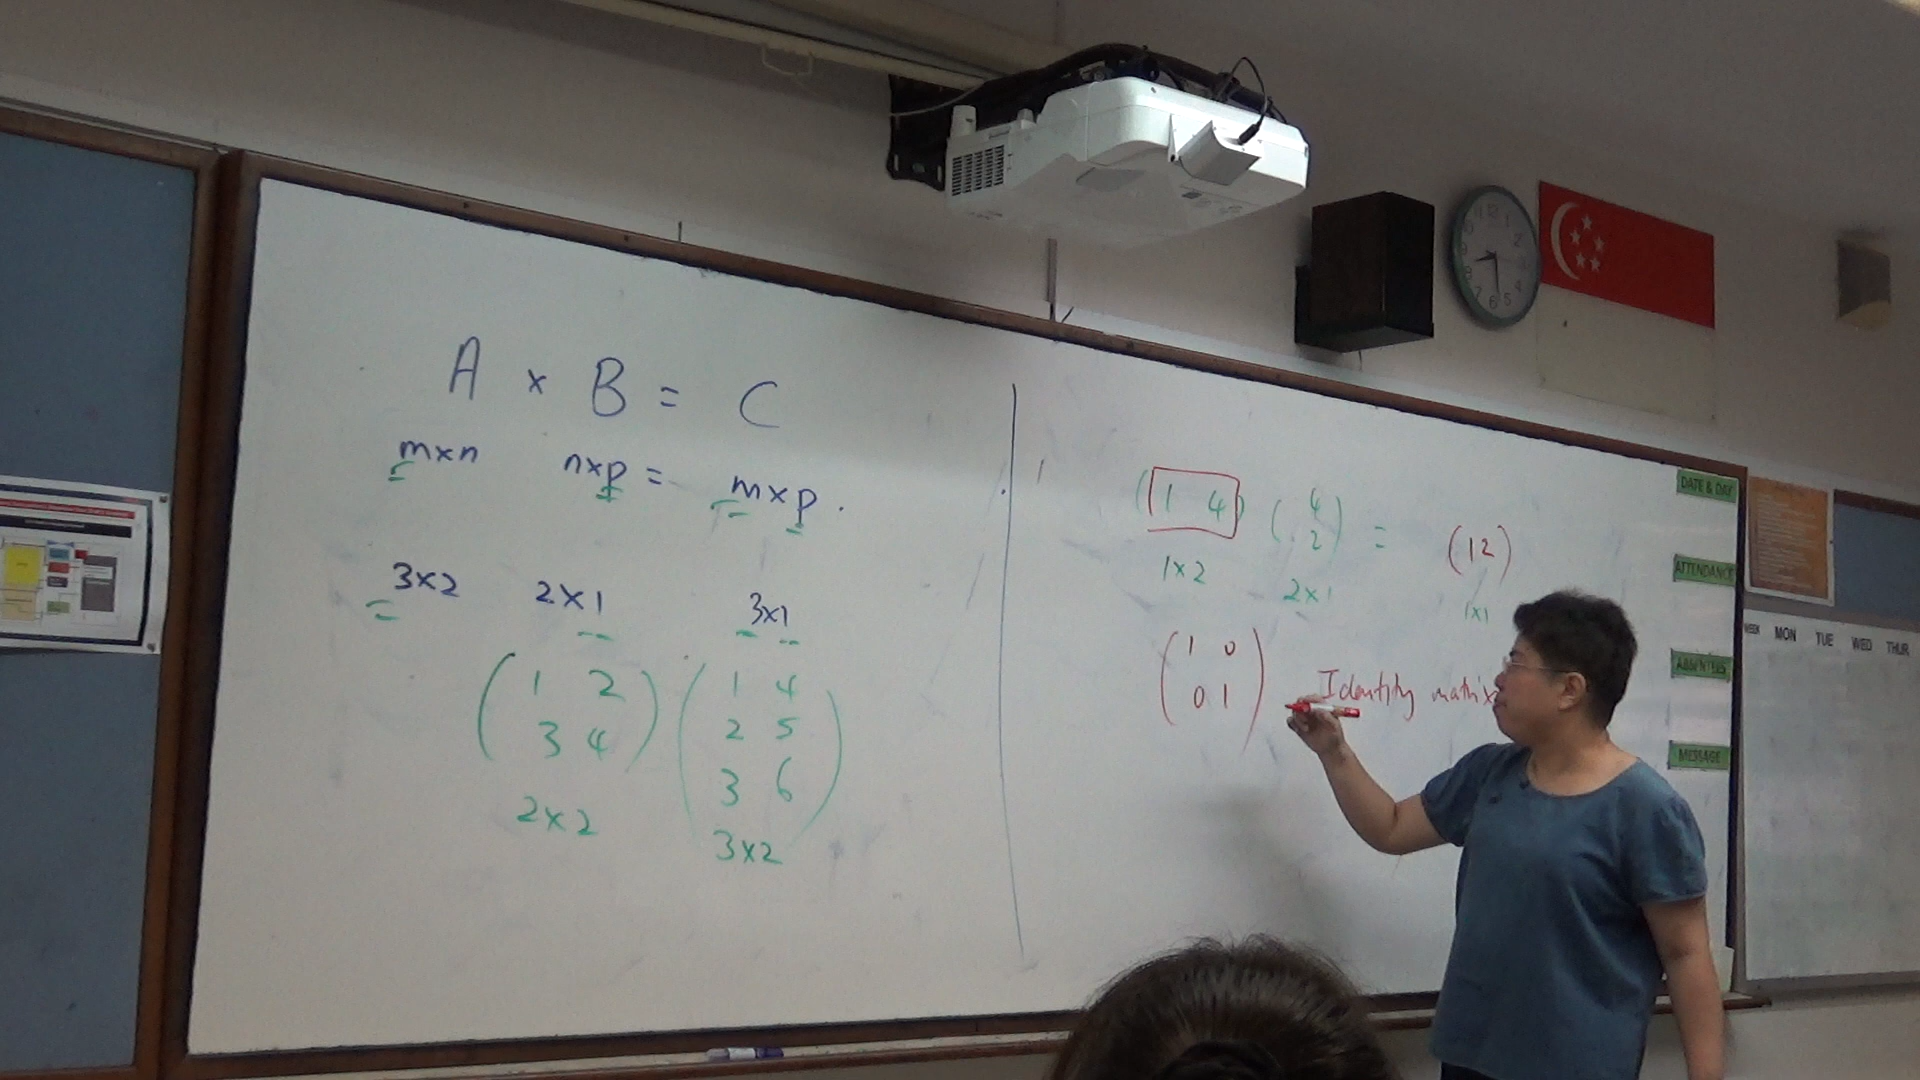 A × B = C
m×n n×p = m×p.
3×2 2×1 3×1
(1 2
3 4) (1 4
2 5
3 6)
2×2 3×2
(1 4) (4
2) = (12)
1×2 2×1 1×1
(1 0
0 1) Identity matrix
DATE & DAY
ATTENDANCE
ABSENTEES
MESSAGE
WEEK MON TUE WED THUR